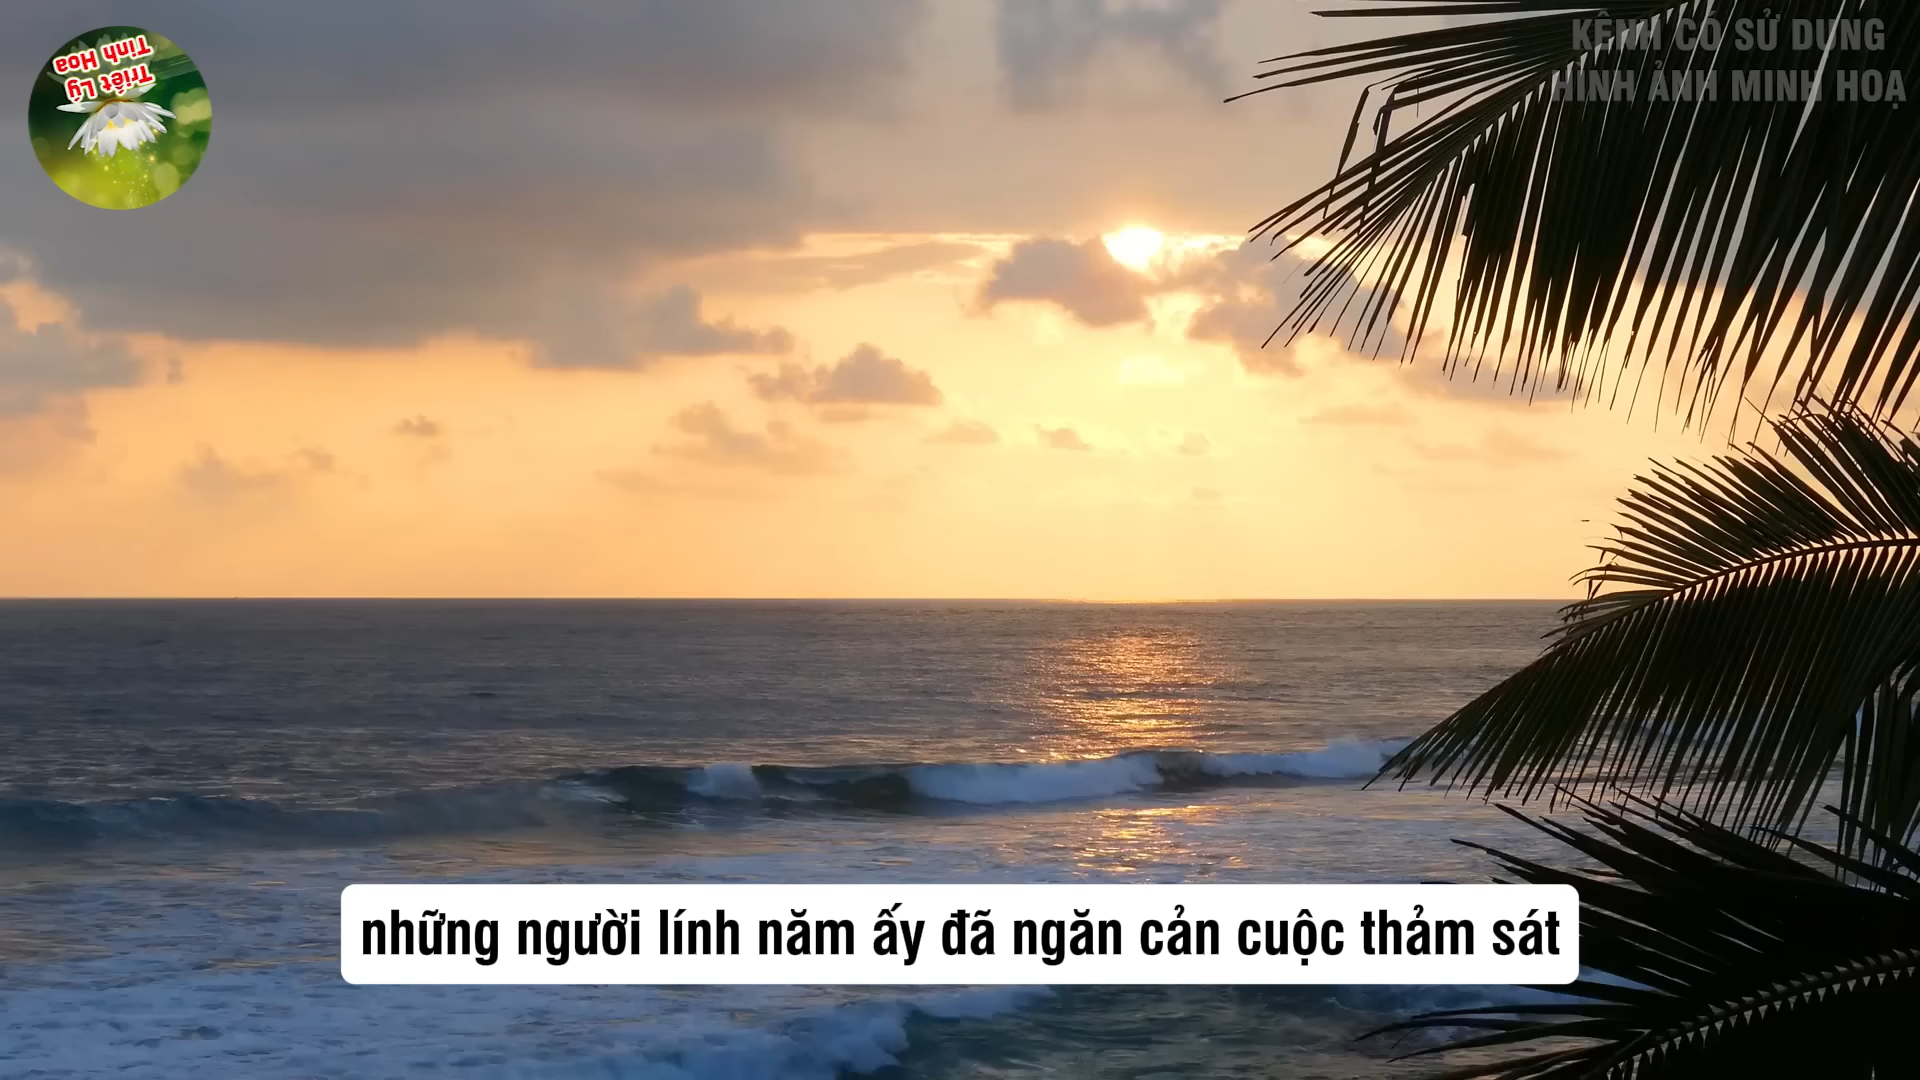 Triết Lý
Tinh Hoa
KÊNH CÓ SỬ DỤNG
HÌNH ẢNH MINH HOẠ
những người lính năm ấy đã ngăn cản cuộc thảm sát